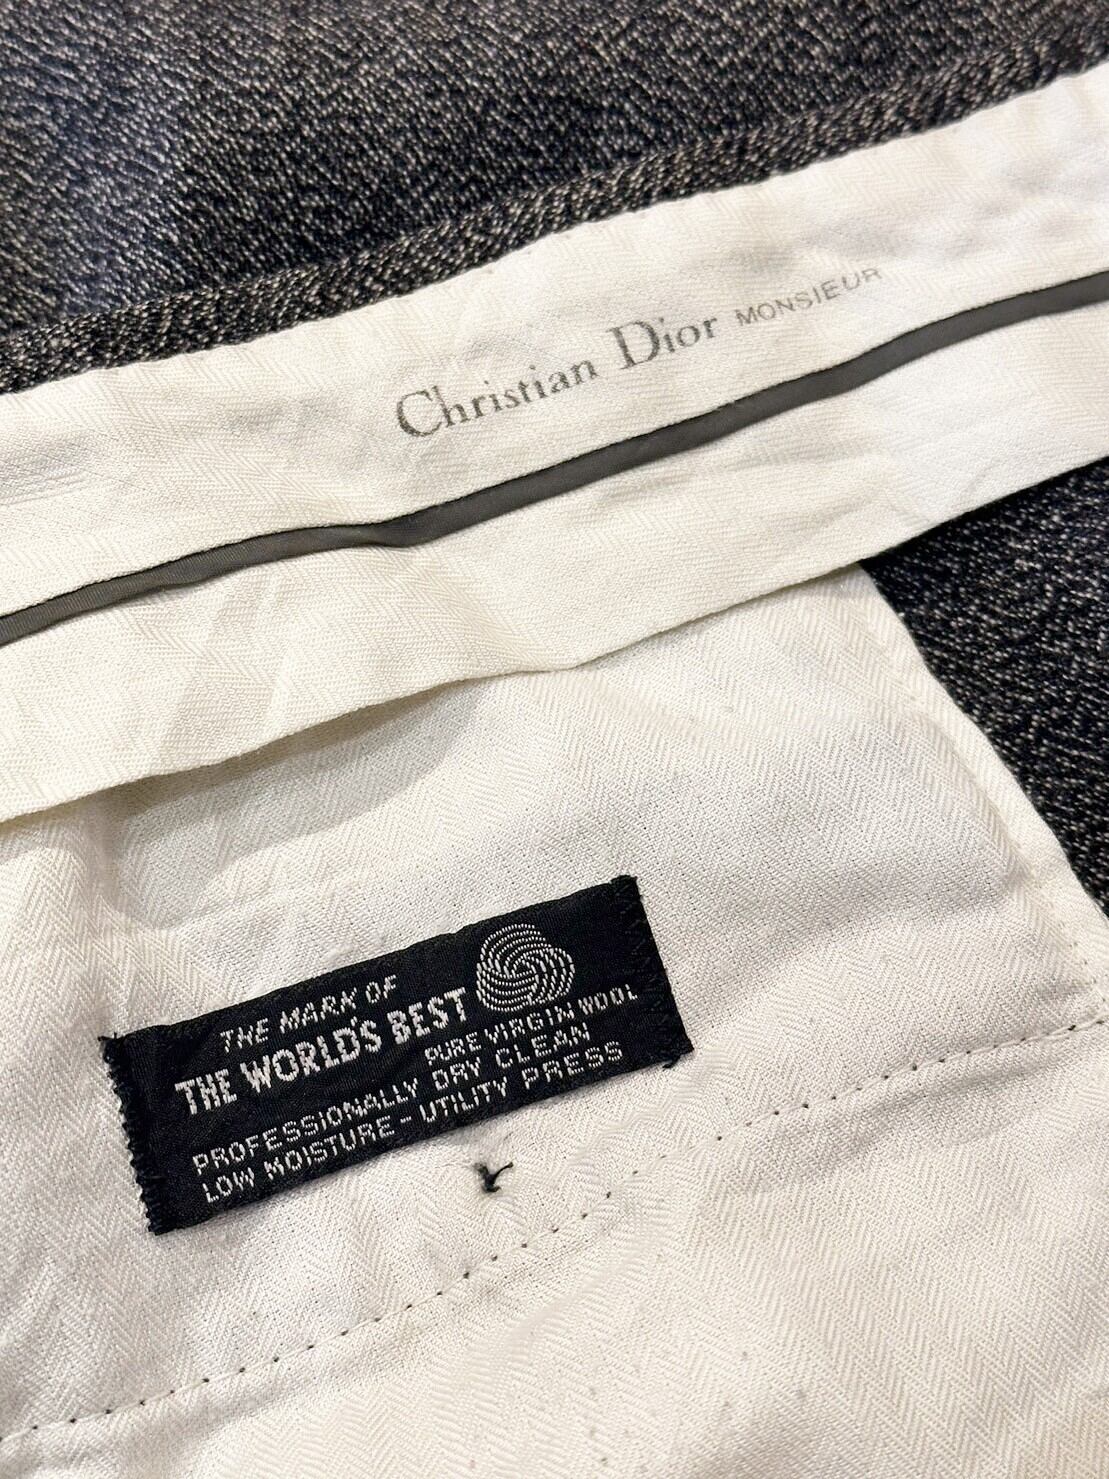 Christian Dior MONSIEUR
THE MARK OF
THE WORLD'S BEST
PURE VIRGIN WOOL
PROFESSIONALLY DRY CLEAN
LOW MOISTURE - UTILITY PRESS